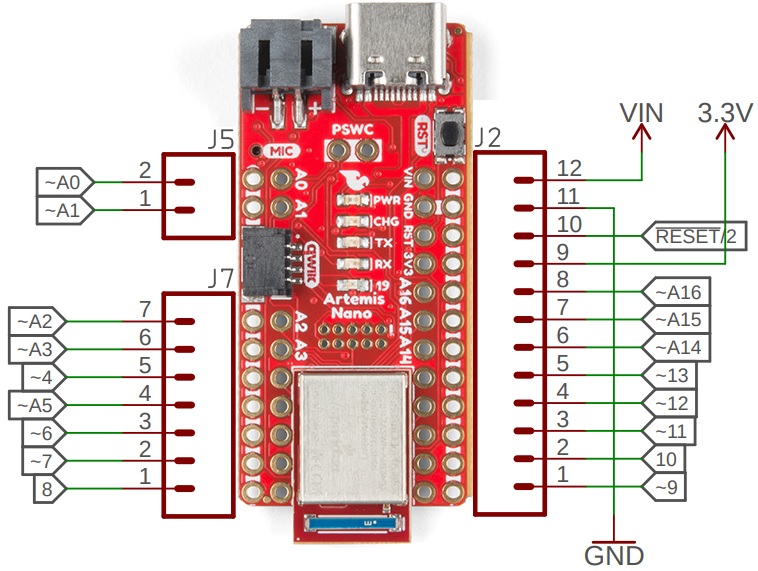 VIN 3.3V
J5
J2
− +
PSWC
RST
MIC
2 ~A0
1 ~A1
A0
A1
PWR
CHG
TX
RX
19
QWIIC
Artemis
Nano
VIN
GND
RST
3V3
A16
A15
A14
J7
7 ~A2
6 ~A3
5 ~4
4 ~A5
3 ~6
2 ~7
1 8
A2
A3
12
11
10 RESET/2
9
8 ~A16
7 ~A15
6 ~A14
5 ~13
4 ~12
3 ~11
2 10
1 ~9
GND